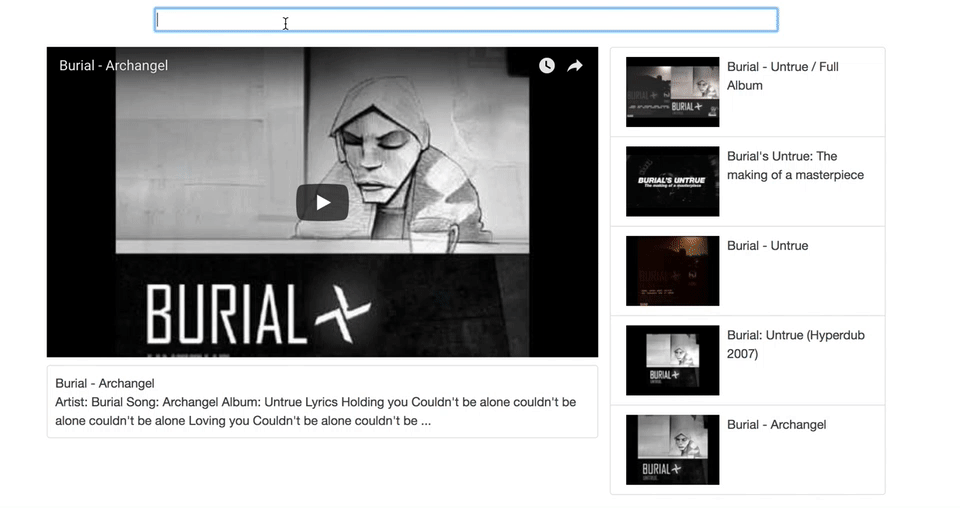 Burial - Archangel
BURIAL
Burial - Archangel
Artist: Burial Song: Archangel Album: Untrue Lyrics Holding you Couldn't be alone couldn't be
alone couldn't be alone Loving you Couldn't be alone couldn't be ...
BURIAL
Burial - Untrue / Full
Album
BURIAL'S UNTRUE
The making of a masterpiece
Burial's Untrue: The
making of a masterpiece
Burial - Untrue
BURIAL
Burial: Untrue (Hyperdub
2007)
BURIAL
Burial - Archangel